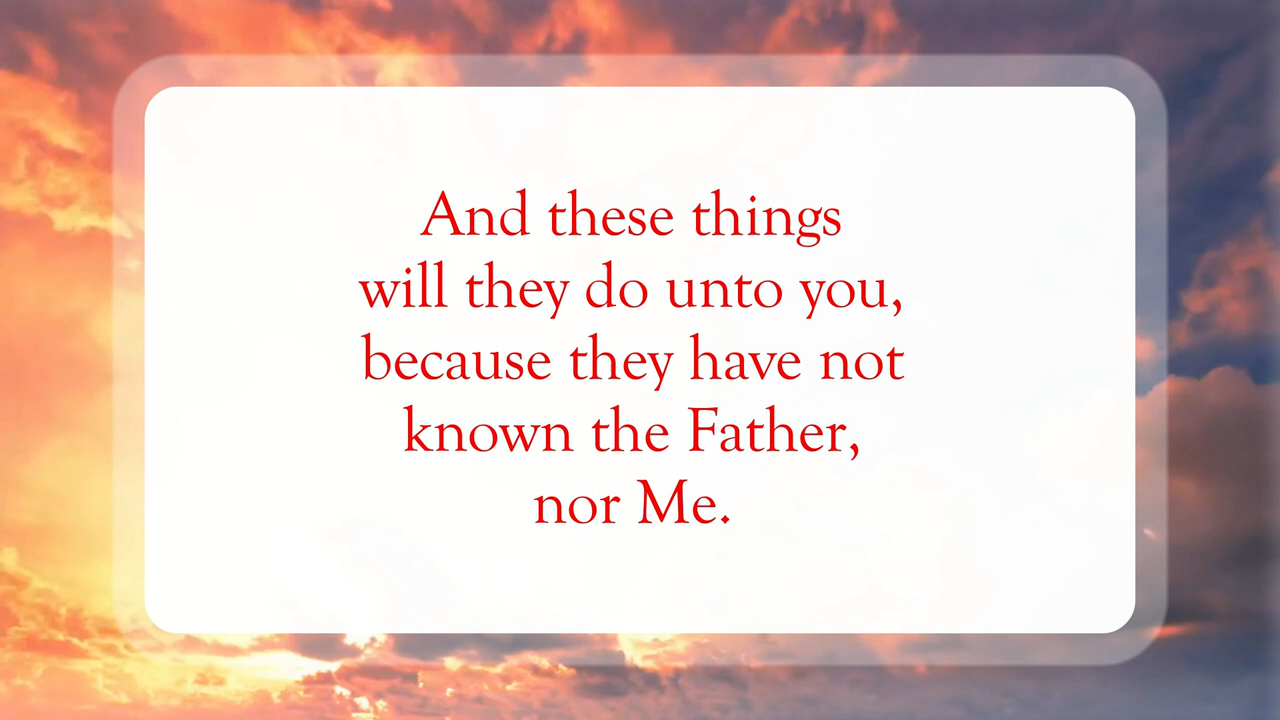 And these things
will they do unto you,
because they have not
known the Father,
nor Me.